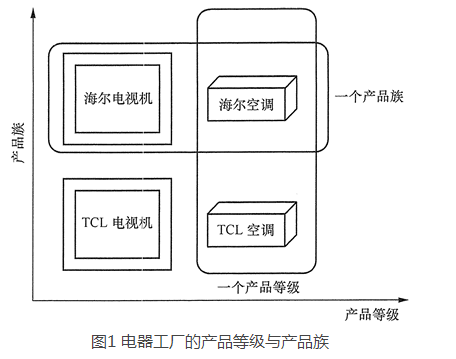 海尔电视机
海尔空调
一个产品族
产品族
TCL 电视机
TCL 空调
一个产品等级
产品等级
图1 电器工厂的产品等级与产品族